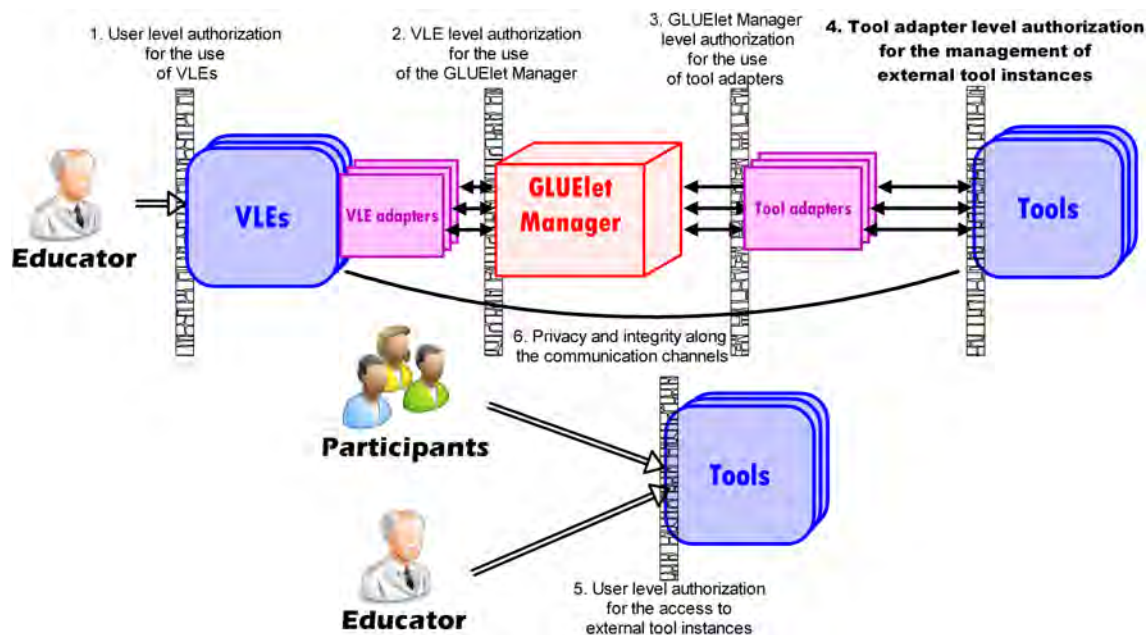 1. User level authorization
for the use
of VLEs
2. VLE level authorization
for the use
of the GLUElet Manager
3. GLUElet Manager
level authorization
for the use
of tool adapters
4. Tool adapter level authorization
for the management of
external tool instances
Educator
VLEs
VLE adapters
GLUElet
Manager
Tool adapters
Tools
6. Privacy and integrity along
the communication channels
Participants
Tools
Educator
5. User level authorization
for the access to
external tool instances